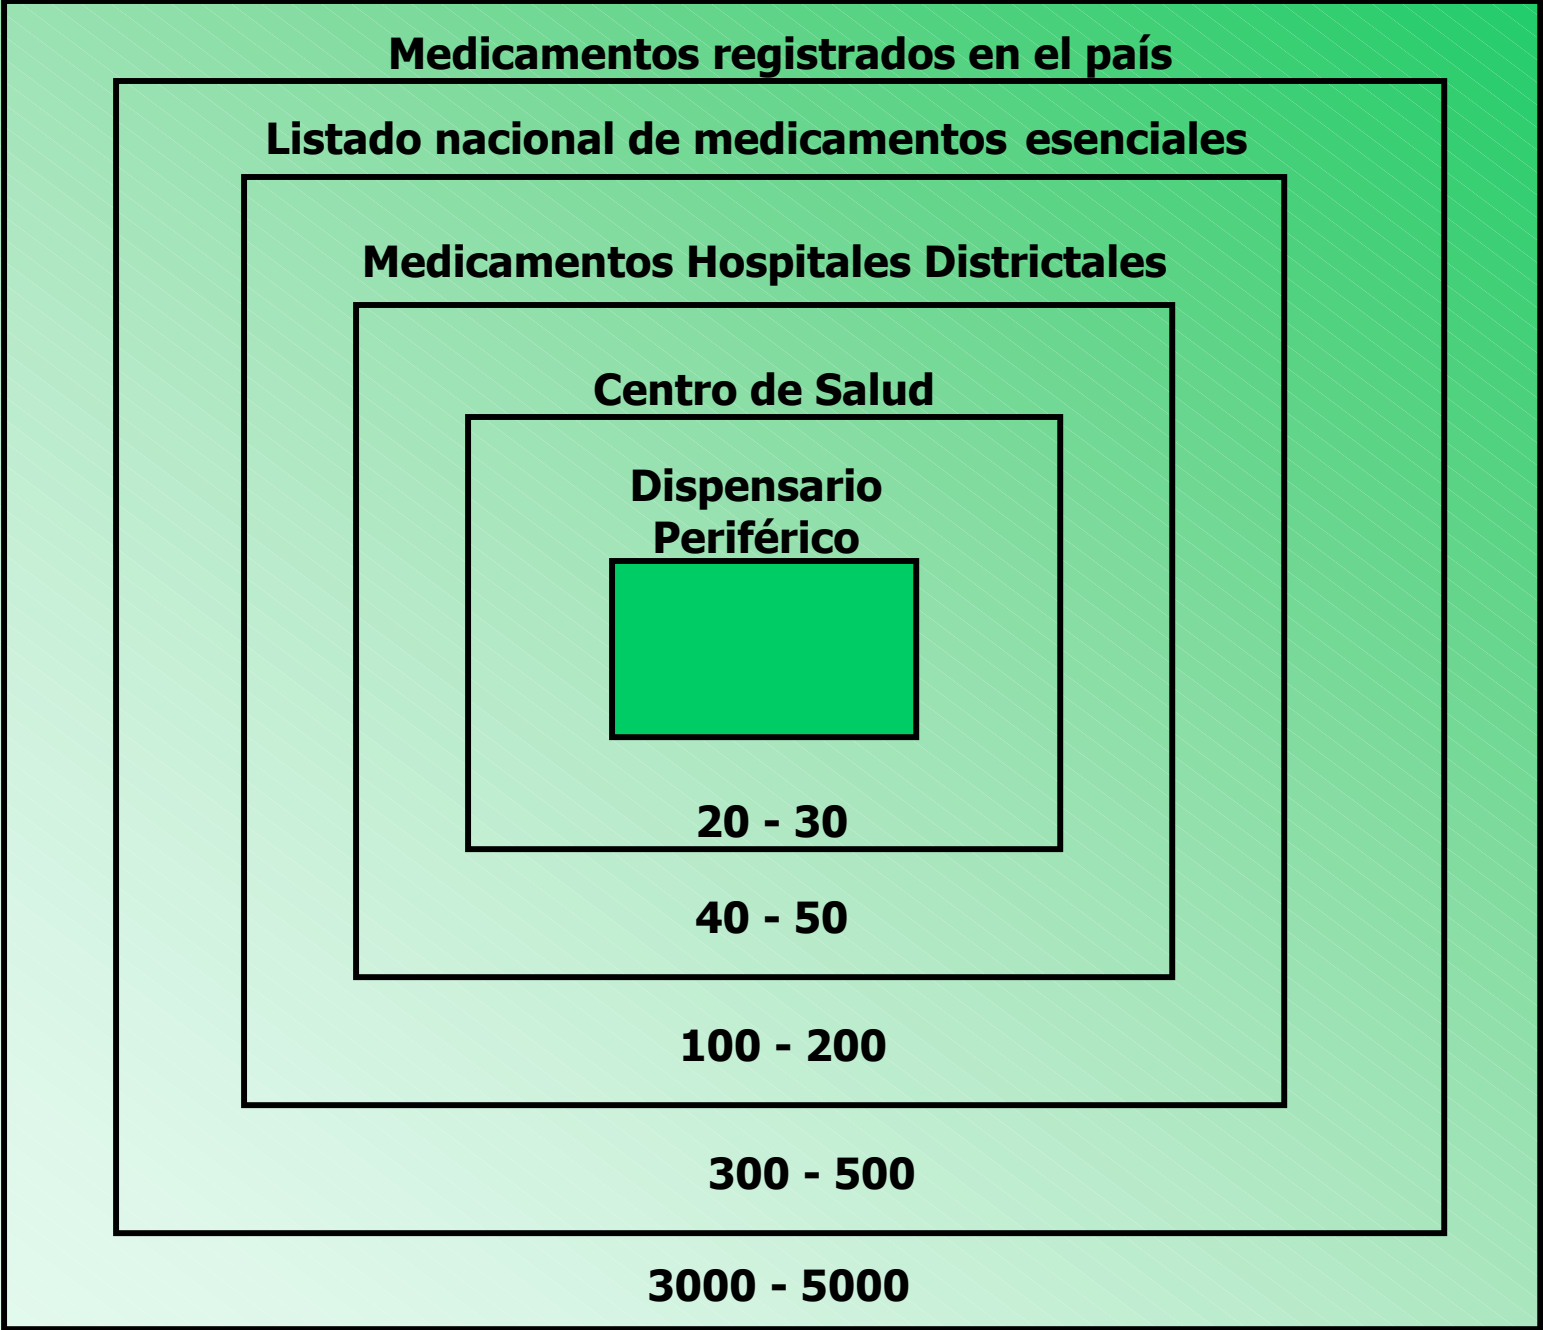 Medicamentos registrados en el país
Listado nacional de medicamentos esenciales
Medicamentos Hospitales Districtales
Centro de Salud
Dispensario
Periférico
20 - 30
40 - 50
100 - 200
300 - 500
3000 - 5000